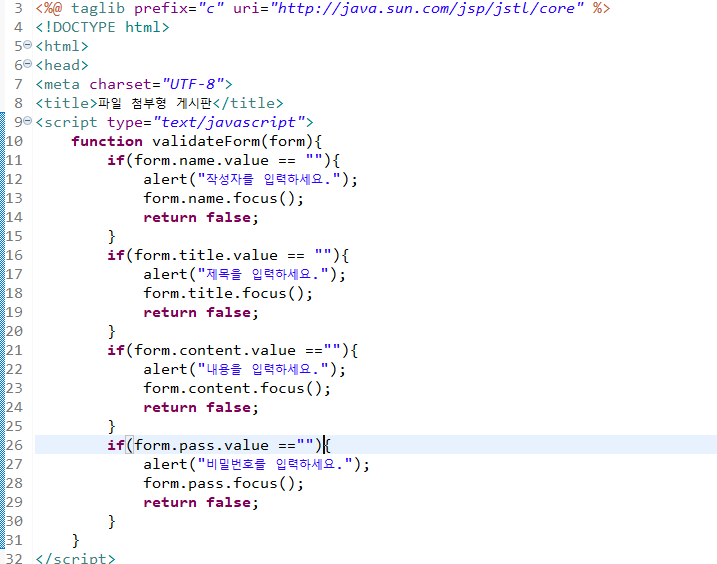 3 <%@ taglib prefix="c" uri="http://java.sun.com/jsp/jstl/core" %>
4 <!DOCTYPE html>
5 <html>
6 <head>
7 <meta charset="UTF-8">
8 <title>파일 첨부형 게시판</title>
9 <script type="text/javascript">
10     function validateForm(form){
11         if(form.name.value == ""){
12             alert("작성자를 입력하세요.");
13             form.name.focus();
14             return false;
15         }
16         if(form.title.value == ""){
17             alert("제목을 입력하세요.");
18             form.title.focus();
19             return false;
20         }
21         if(form.content.value ==""){
22             alert("내용을 입력하세요.");
23             form.content.focus();
24             return false;
25         }
26         if(form.pass.value ==""){
27             alert("비밀번호를 입력하세요.");
28             form.pass.focus();
29             return false;
30         }
31     }
32 </script>